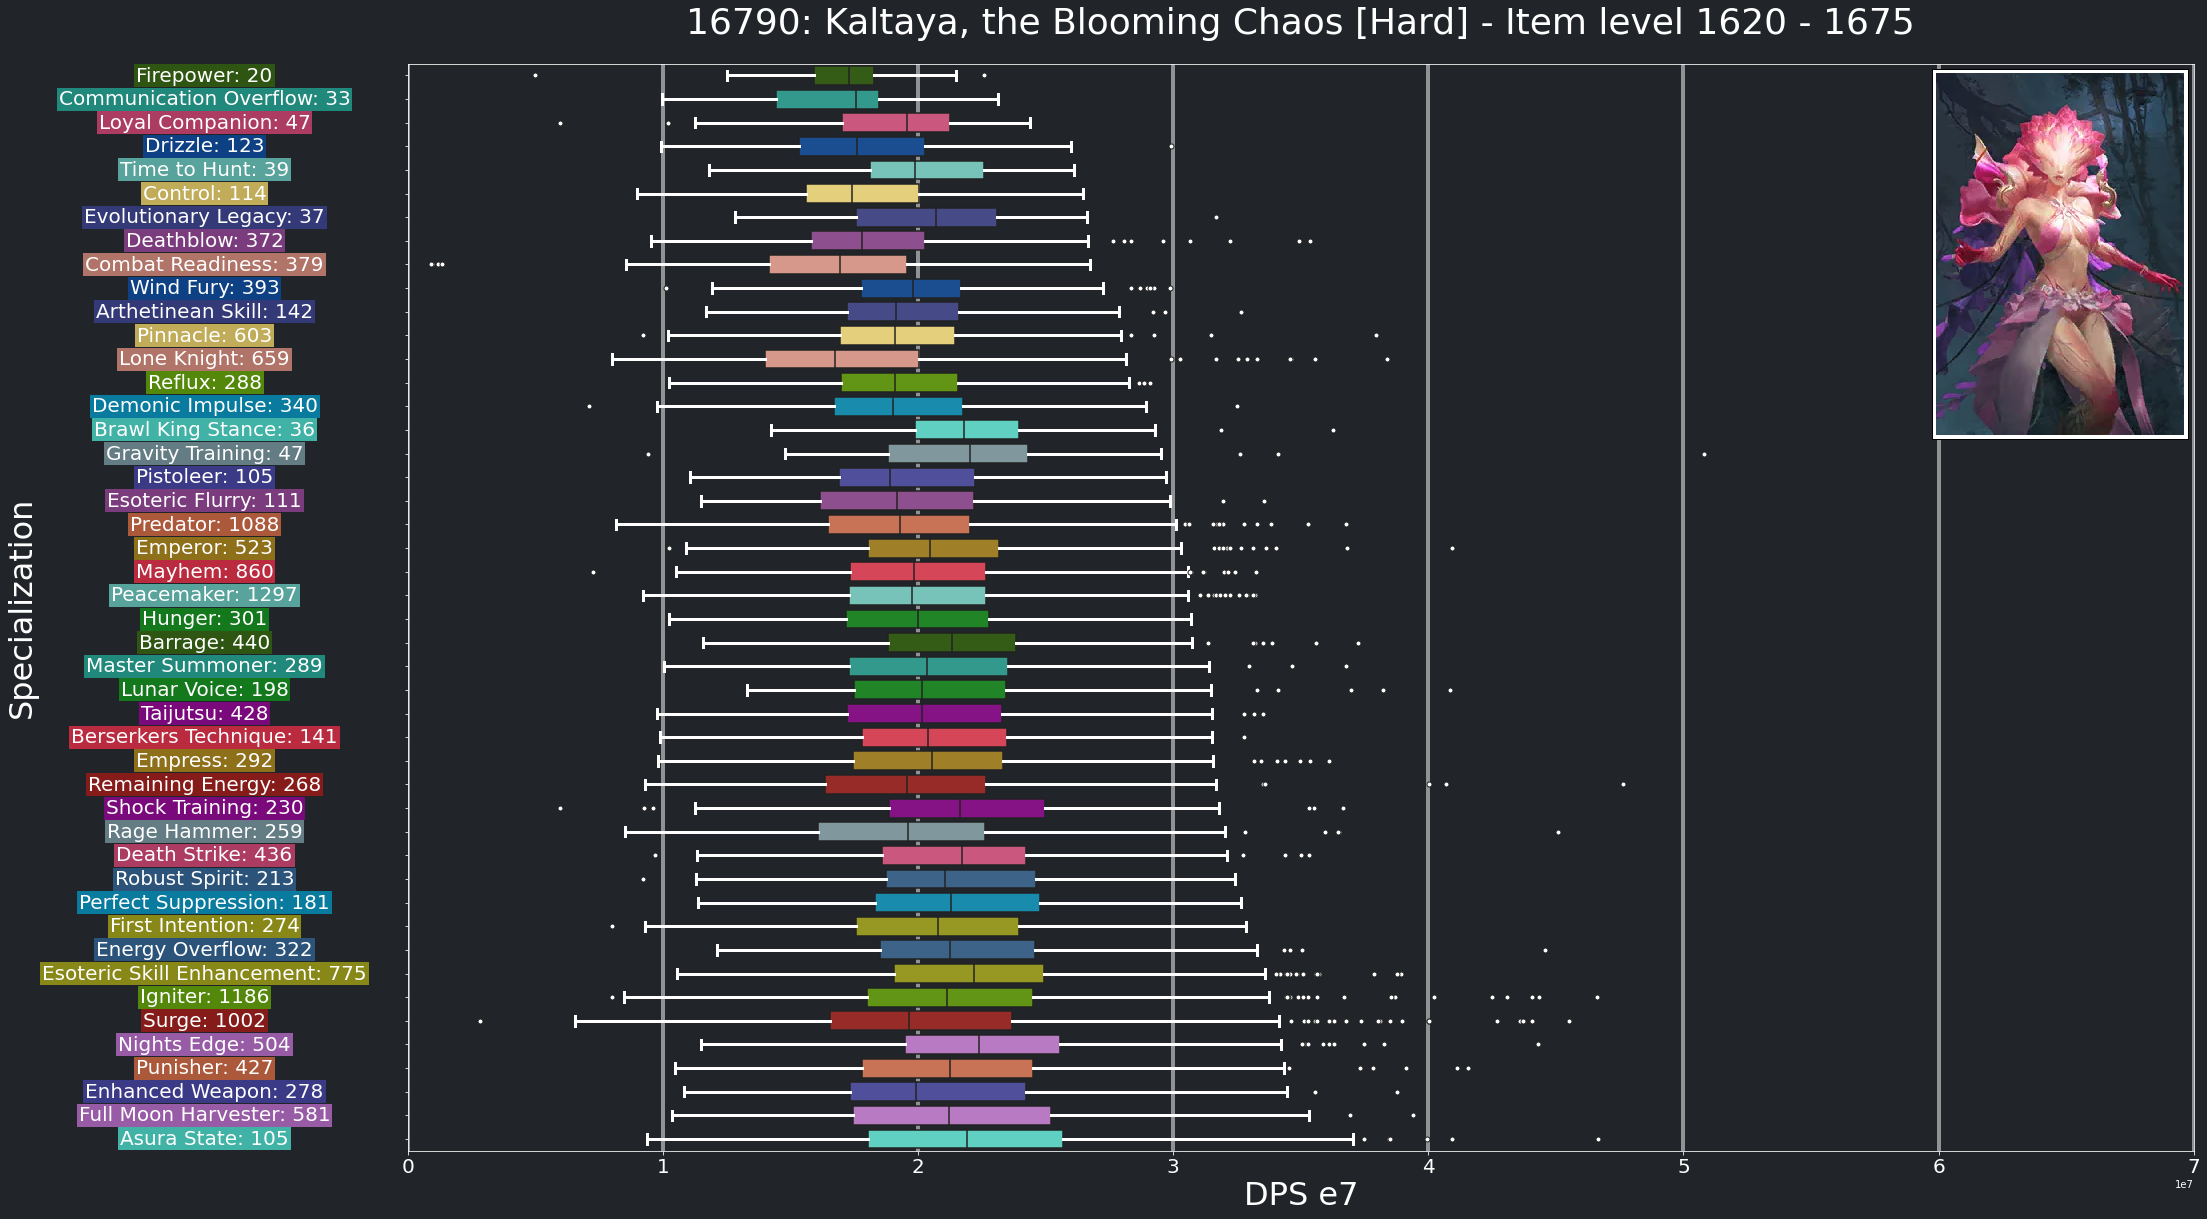 16790: Kaltaya, the Blooming Chaos [Hard] - Item level 1620 - 1675
Specialization
Firepower: 20
Communication Overflow: 33
Loyal Companion: 47
Drizzle: 123
Time to Hunt: 39
Control: 114
Evolutionary Legacy: 37
Deathblow: 372
Combat Readiness: 379
Wind Fury: 393
Arthetinean Skill: 142
Pinnacle: 603
Lone Knight: 659
Reflux: 288
Demonic Impulse: 340
Brawl King Stance: 36
Gravity Training: 47
Pistoleer: 105
Esoteric Flurry: 111
Predator: 1088
Emperor: 523
Mayhem: 860
Peacemaker: 1297
Hunger: 301
Barrage: 440
Master Summoner: 289
Lunar Voice: 198
Taijutsu: 428
Berserkers Technique: 141
Empress: 292
Remaining Energy: 268
Shock Training: 230
Rage Hammer: 259
Death Strike: 436
Robust Spirit: 213
Perfect Suppression: 181
First Intention: 274
Energy Overflow: 322
Esoteric Skill Enhancement: 775
Igniter: 1186
Surge: 1002
Nights Edge: 504
Punisher: 427
Enhanced Weapon: 278
Full Moon Harvester: 581
Asura State: 105
0 1 2 3 4 5 6 7
1e7
DPS e7